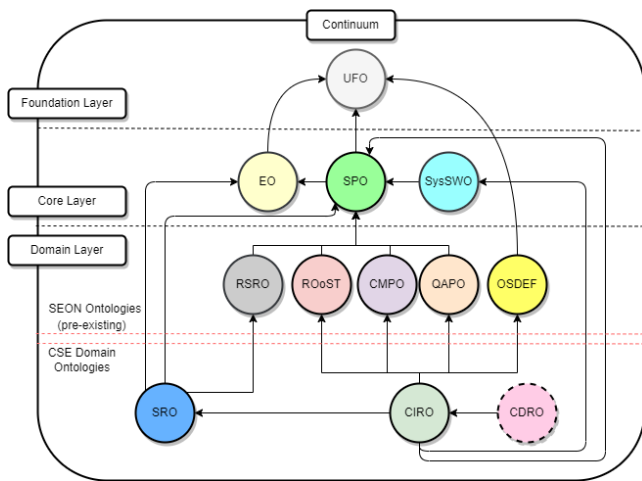 Continuum
UFO
Foundation Layer
EO
SPO
SysSWO
Core Layer
Domain Layer
RSRO
ROoST
CMPO
QAPO
OSDEF
SEON Ontologies
(pre-existing)
CSE Domain
Ontologies
SRO
CIRO
CDRO